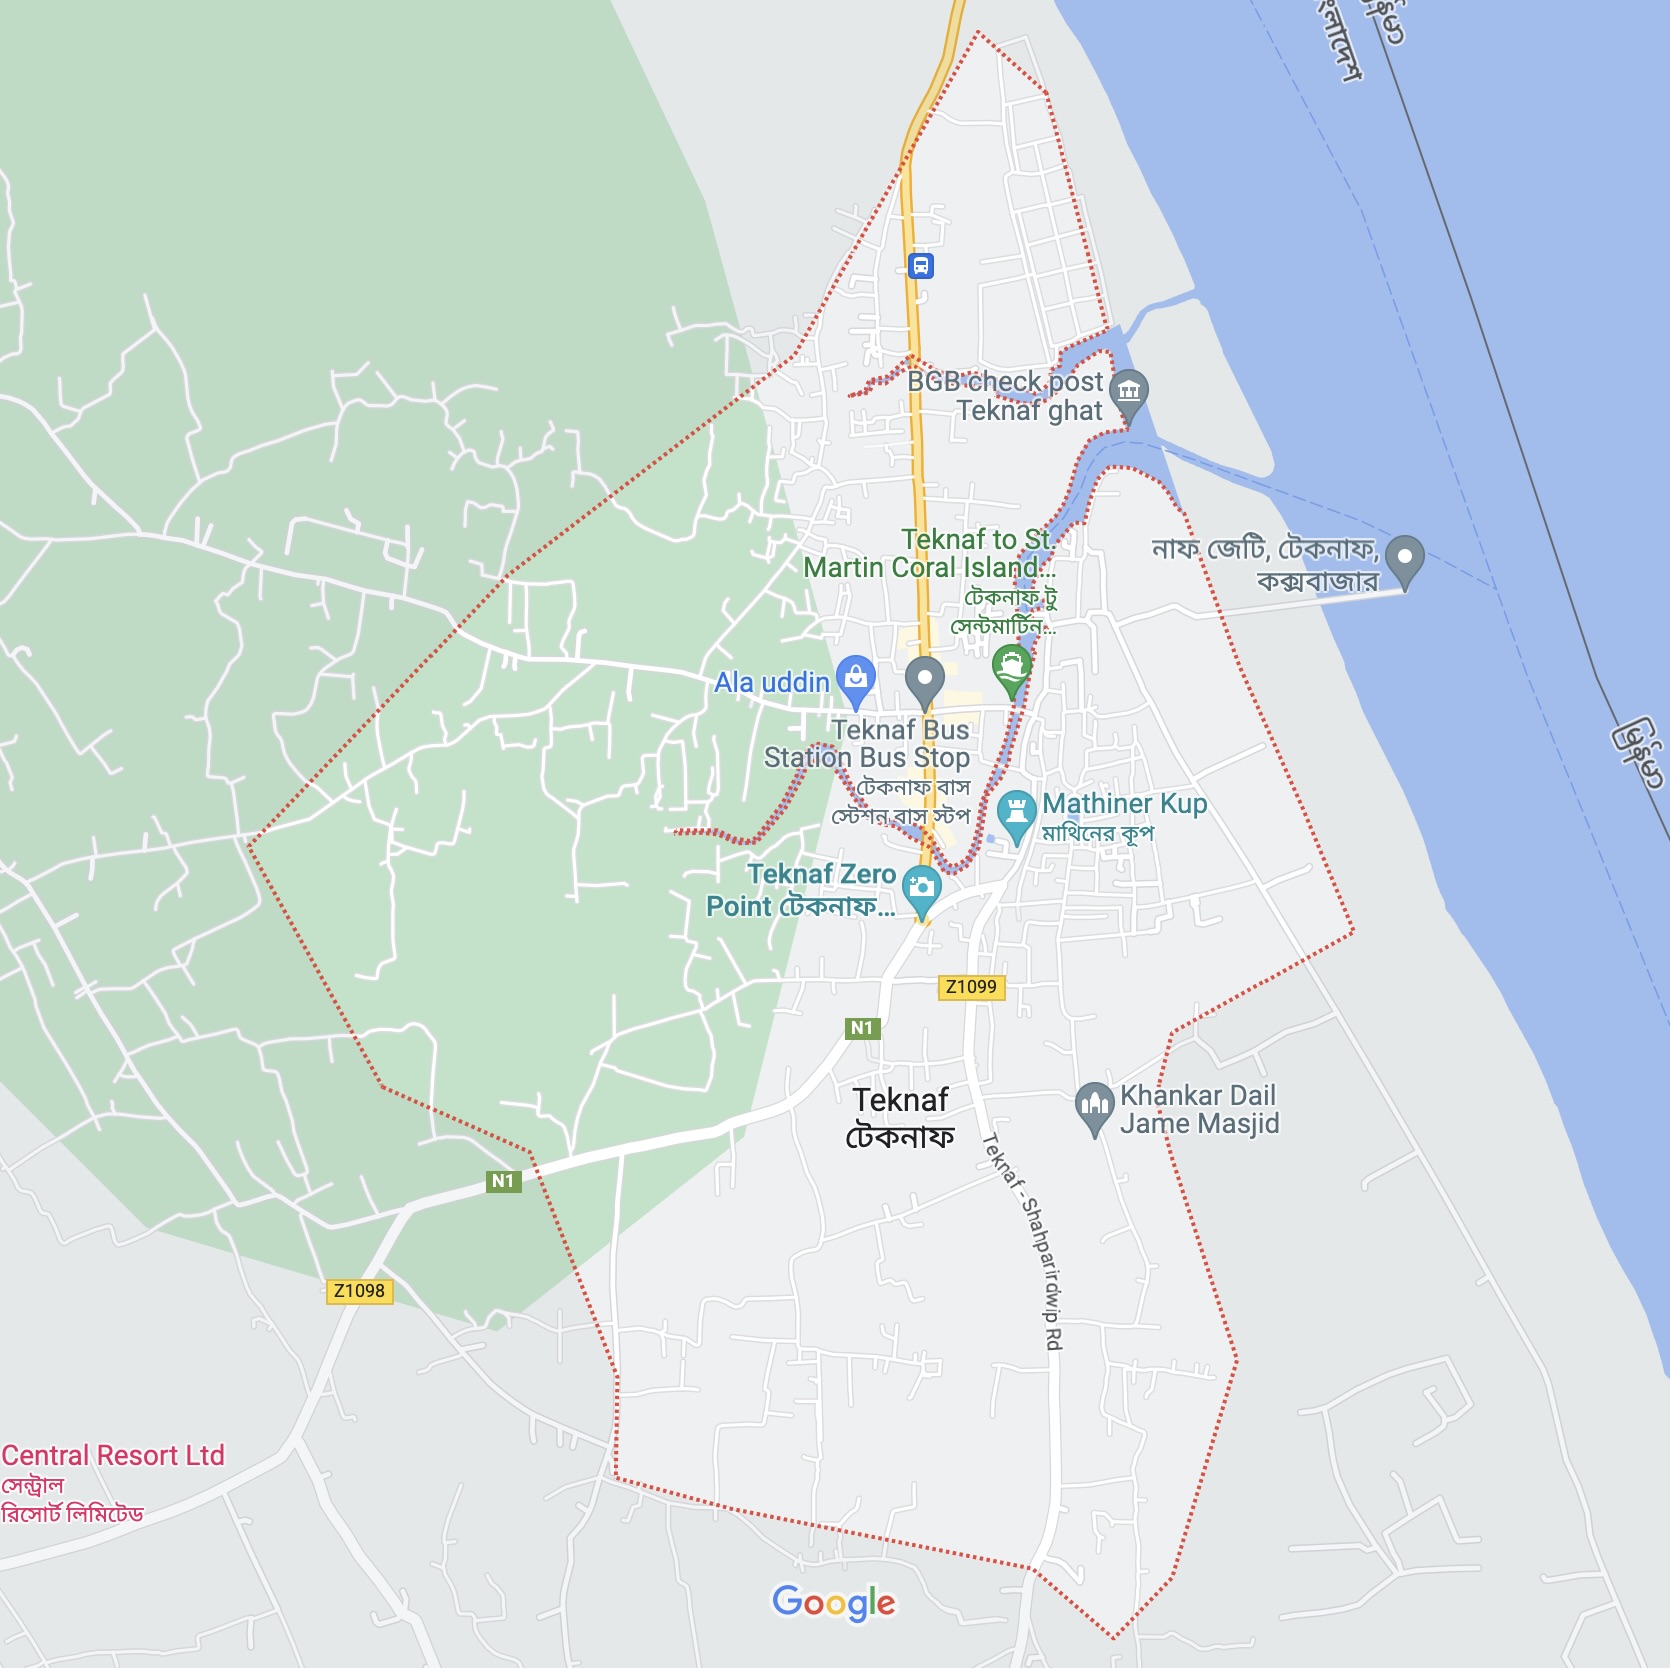 বাংলাদেশ
BGB check post
Teknaf ghat
Teknaf to St
Martin Coral Island...
টেকনাফ টু
সেন্টমার্টিন...
নাফ জেটি, টেকনাফ,
কক্সবাজার
Ala uddin
Teknaf Bus
Station Bus Stop
টেকনাফ বাস
স্টেশন বাস স্টপ
Mathiner Kup
মাথিনের কূপ
Teknaf Zero
Point টেকনাফ...
Z1099
N1
Teknaf
টেকনাফ
Khankar Dail
Jame Masjid
Teknaf - Shahparirdwip Rd
N1
Z1098
Central Resort Ltd
সেন্ট্রাল
রিসোর্ট লিমিটেড
Google